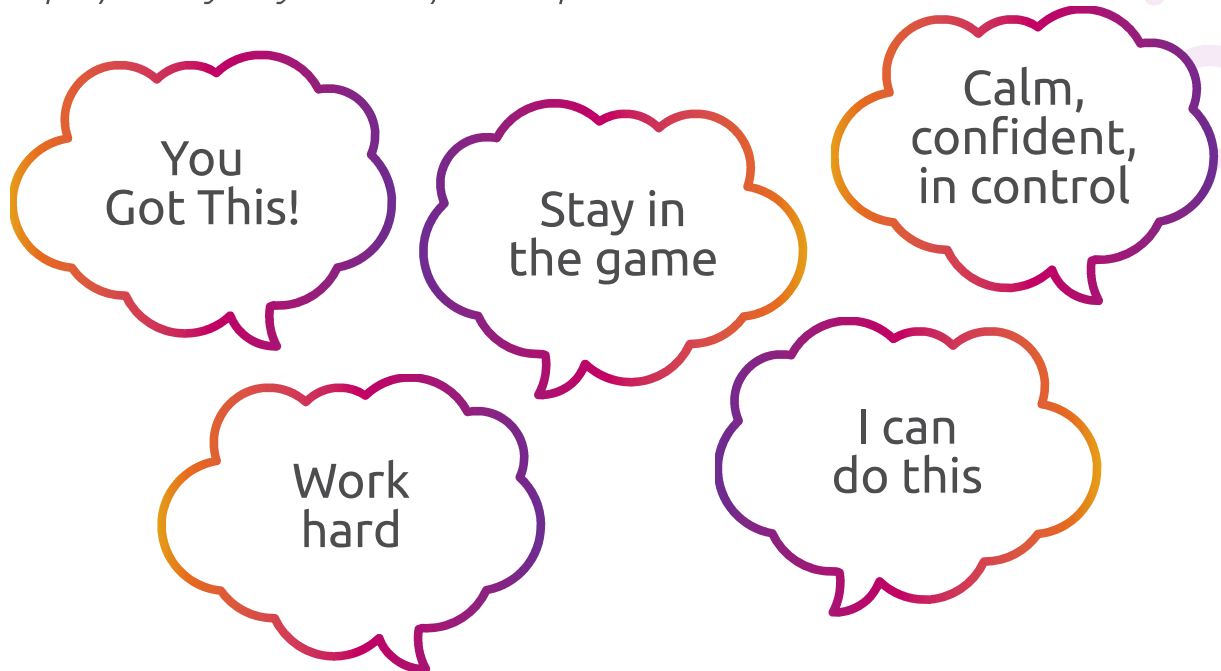 You
Got This!
Stay in
the game
Calm,
confident,
in control
Work
hard
I can
do this